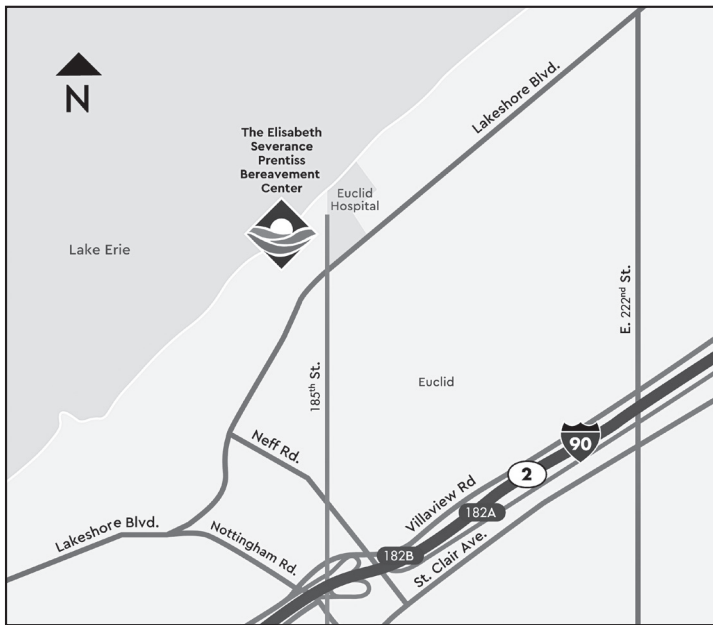 N
Lakeshore Blvd.
The Elisabeth
Severance
Prentiss
Bereavement
Center
Euclid
Hospital
Lake Erie
E. 222nd St.
185th St.
Euclid
Neff Rd.
90
2
Villaview Rd
182A
Lakeshore Blvd.
Nottingham Rd.
182B
St. Clair Ave.